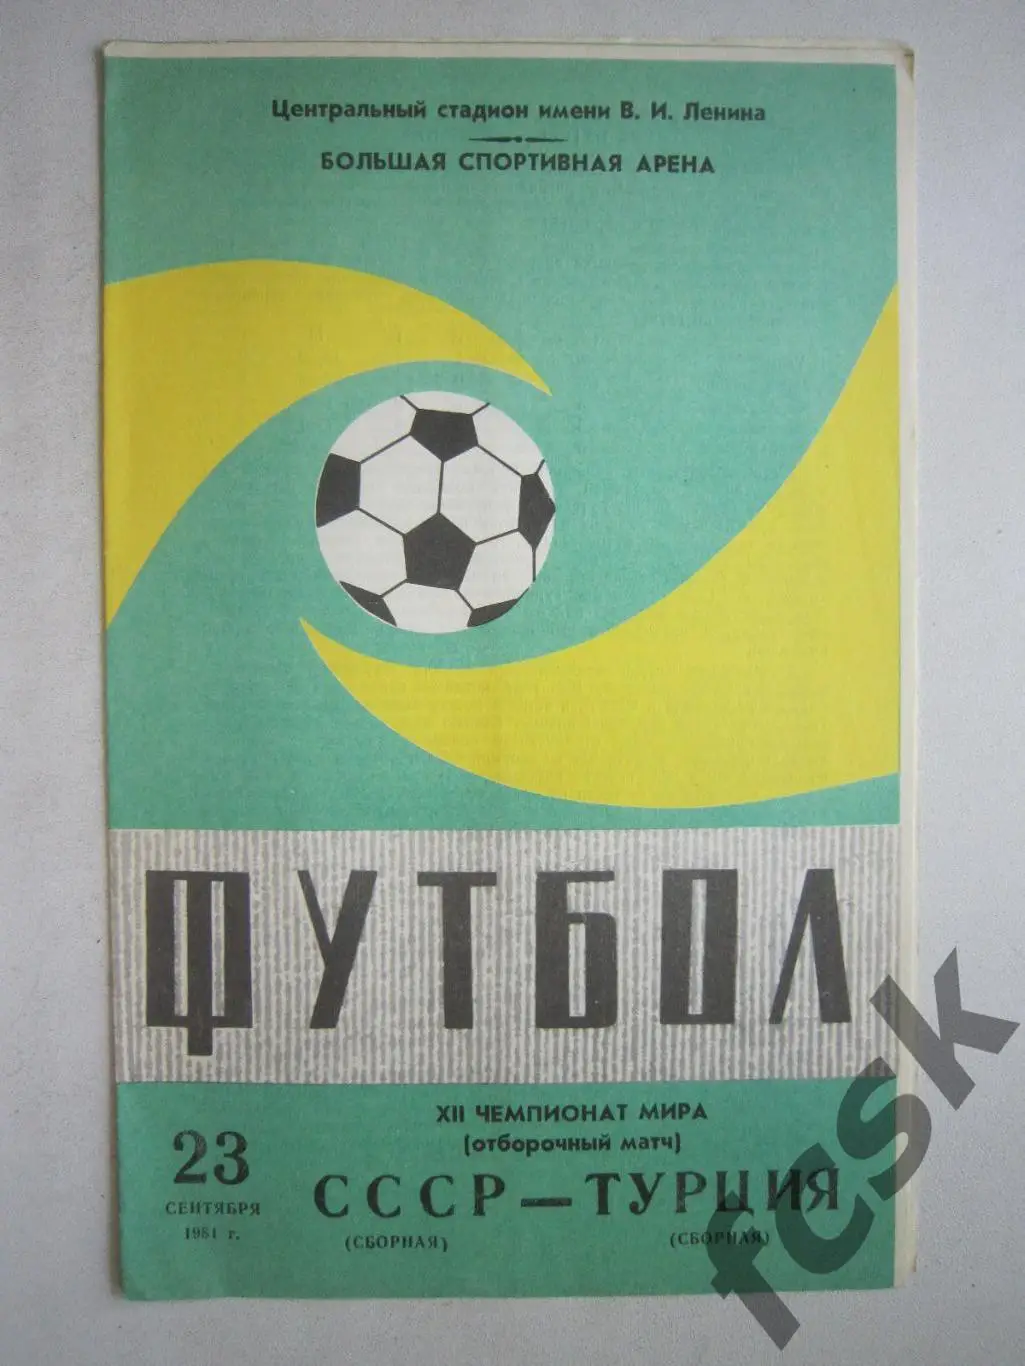 Центральный стадион имени В. И. Ленина
БОЛЬШАЯ СПОРТИВНАЯ АРЕНА
ФУТБОЛ
XII ЧЕМПИОНАТ МИРА
(отборочный матч)
23
СЕНТЯБРЯ
1981 г.
СССР—ТУРЦИЯ
(СБОРНАЯ) (СБОРНАЯ)
fcsk